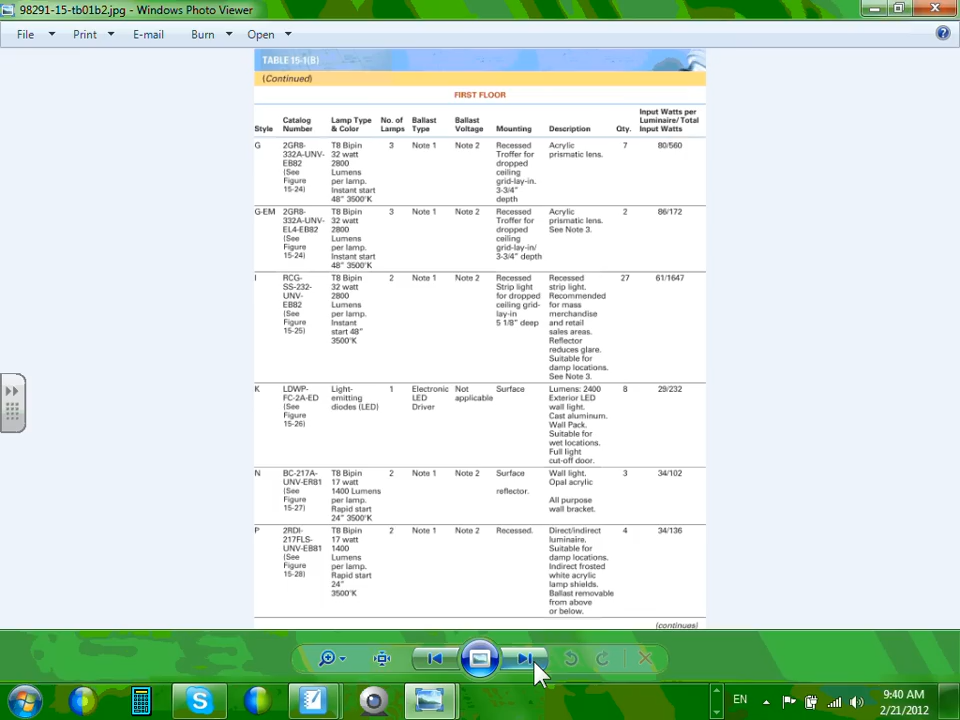 98291-15-tb01b2.jpg - Windows Photo Viewer
File Print E-mail Burn Open
TABLE 15-1(B)
(Continued)
FIRST FLOOR
Style Catalog Number Lamp Type & Color No. of Lamps Ballast Type Ballast Voltage Mounting Description Qty. Input Watts per Luminaire/ Total Input Watts
G 2GR8- T8 Bipin 3 Note 1 Note 2 Recessed Acrylic 7 80/560
332A-UNV- 32 watt Troffer for prismatic lens.
EB82 2800 dropped
(See Lumens ceiling
Figure per lamp. grid-lay-in.
15-24) Instant start 3-3/4"
48" 3500°K depth
G-EM 2GR8- T8 Bipin 3 Note 1 Note 2 Recessed Acrylic 2 86/172
332A-UNV- 32 watt Troffer for prismatic lens.
EL4-EB82 2800 dropped See Note 3.
(See Lumens ceiling
Figure per lamp. grid-lay-in/
15-24) Instant start 3-3/4" depth
48" 3500°K
I RCG- T8 Bipin 2 Note 1 Note 2 Recessed Recessed 27 61/1647
SS-232- 32 watt Strip light strip light.
UNV- 2800 for dropped Recommended
EB82 Lumens ceiling grid- for mass
(See per lamp. lay-in merchandise
Figure Instant 5 1/8" deep and retail
15-25) start 48" sales areas.
3500°K Reflector
reduces glare.
Suitable for
damp locations.
See Note 3.
K LDWP- Light- 1 Electronic Not Surface Lumens: 2400 8 29/232
FC-2A-ED emitting LED applicable Exterior LED
(See diodes (LED) Driver wall light.
Figure Cast aluminum.
15-26) Wall Pack.
Suitable for
wet locations.
Full light
cut-off door.
N BC-217A- T8 Bipin 2 Note 1 Note 2 Surface Wall light. 3 34/102
UNV-ER81 17 watt Opal acrylic
(See 1400 Lumens reflector.
Figure per lamp. All purpose
15-27) Rapid start wall bracket.
24" 3500°K
P 2RDI- T8 Bipin 2 Note 1 Note 2 Recessed. Direct/indirect 4 34/136
217FLS- 17 watt luminaire.
UNV-EB81 1400 Suitable for
(See Lumens damp locations.
Figure per lamp. Indirect frosted
15-28) Rapid start white acrylic
24" lamp shields.
3500°K Ballast removable
from above
or below.
(continues)
EN
9:40 AM
2/21/2012